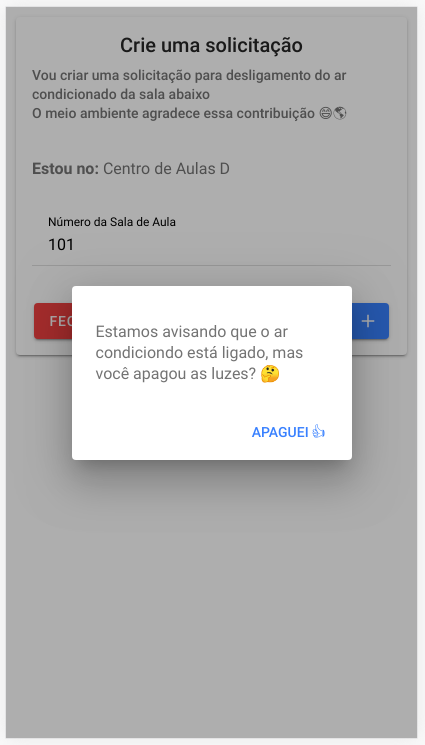 Crie uma solicitação
Vou criar uma solicitação para desligamento do ar
condicionado da sala abaixo
O meio ambiente agradece essa contribuição 😄🌎
Estou no: Centro de Aulas D
Número da Sala de Aula
101
FEC
Estamos avisando que o ar
condiciondo está ligado, mas
você apagou as luzes? 🤔
APAGUEI 👍